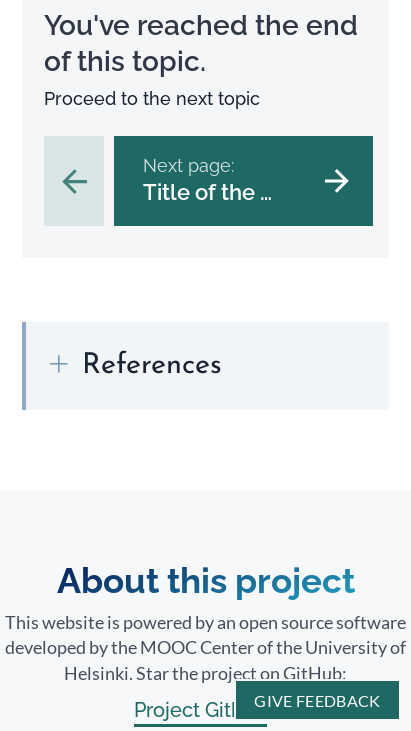 You've reached the end
of this topic.
Proceed to the next topic
Next page:
Title of the ...
References
About this project
This website is powered by an open source software
developed by the MOOC Center of the University of
Helsinki. Star the project on GitHub:
Project
GIVE FEEDBACK